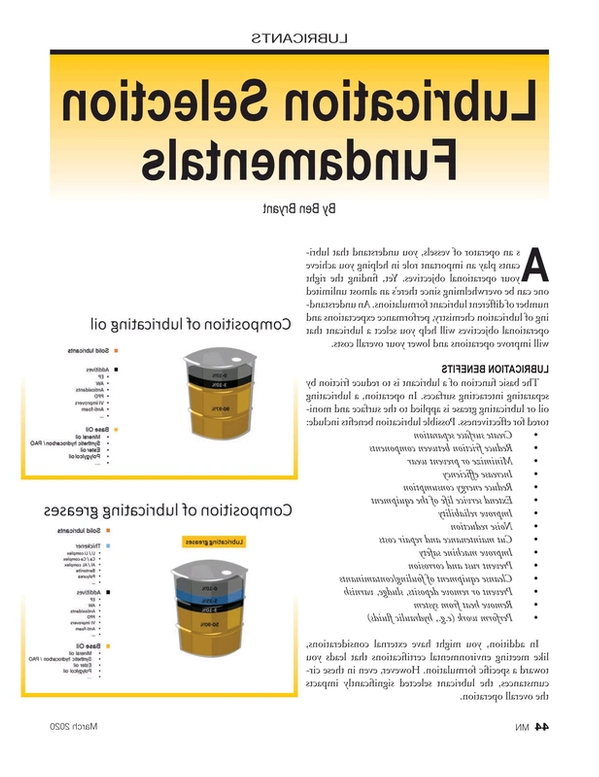 LUBRICANTS
Lubrication Selection
Fundamentals
By Ben Bryant
As an operator of vessels, you understand that lubri-
cants play an important role in helping you achieve
your operational objectives. Yet, finding the right
one can be overwhelming since there's an almost unlimited
number of different lubricant formulations. An understand-
ing of lubrication chemistry, performance expectations and
operational objectives will help you select a lubricant that
will improve operations and lower your overall costs.
LUBRICATION BENEFITS
The basic function of a lubricant is to reduce friction by
separating interacting surfaces. In operation, a lubricating
oil or lubricating grease is applied to the surface and moni-
tored for effectiveness. Possible lubrication benefits include:
• Create surface separation
• Reduce friction between components
• Minimize or prevent wear
• Increase efficiency
• Reduce energy consumption
• Extend service life of the equipment
• Improve reliability
• Noise reduction
• Cut maintenance and repair costs
• Improve machine safety
• Prevent rust and corrosion
• Cleanse equipment of fouling/contaminants
• Prevent or remove deposits, sludge, varnish
• Remove heat from system
• Perform work (e.g., hydraulic fluids)
In addition, you might have external considerations,
like meeting environmental certifications that leads you
toward a specific formulation. However, even in these cir-
cumstances, the lubricant selected significantly impacts
the overall operation.
Composition of lubricating oil
0-10%
3-10%
80-97%
Solid lubricants
Additives
• EP
• AW
• Antioxidants
• PPD
• VI improvers
• Anti-foam
• ...
Base Oil
• Mineral oil
• Synthetic hydrocarbon / PAO
• Ester oil
• Polyglycol
• ...
Composition of lubricating greases
Lubricating greases
0-10%
5-25%
3-10%
50-90%
Solid lubricants
Thickener
• Li / Li complex
• Ca / Ca complex
• Al / AL complex
• Bentonite
• Polyurea
• ...
Additives
• EP
• AW
• Antioxidants
• PPD
• VI improvers
• Anti-foam
• ...
Base Oil
• Mineral oil
• Synthetic hydrocarbon / PAO
• Ester oil
• Polyglycol
• ...
44 MN
March 2020